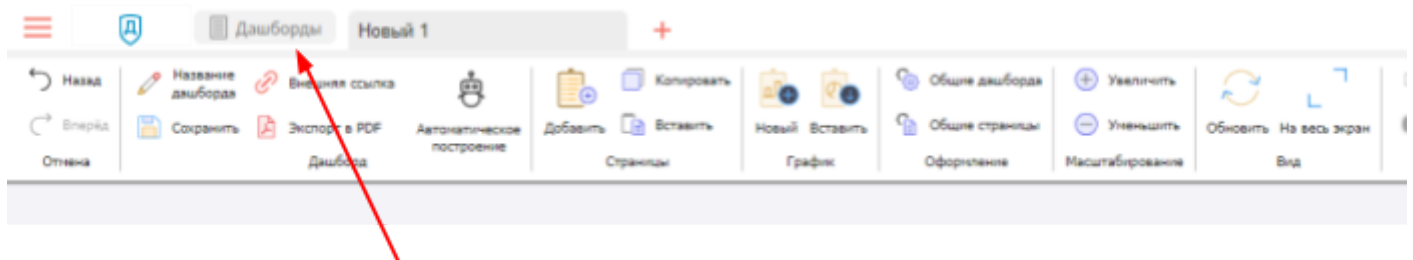 Д Дашборды Новый 1
Назад Название дашборда Внешняя ссылка Копировать Общие дашборда Увеличить
Вперёд Сохранить Экспорт в PDF Автоматическое построение Добавить Вставить Новый Вставить Общие страницы Уменьшить Обновить На весь экран
Отмена Дашборд Страницы График Оформление Масштабирование Вид